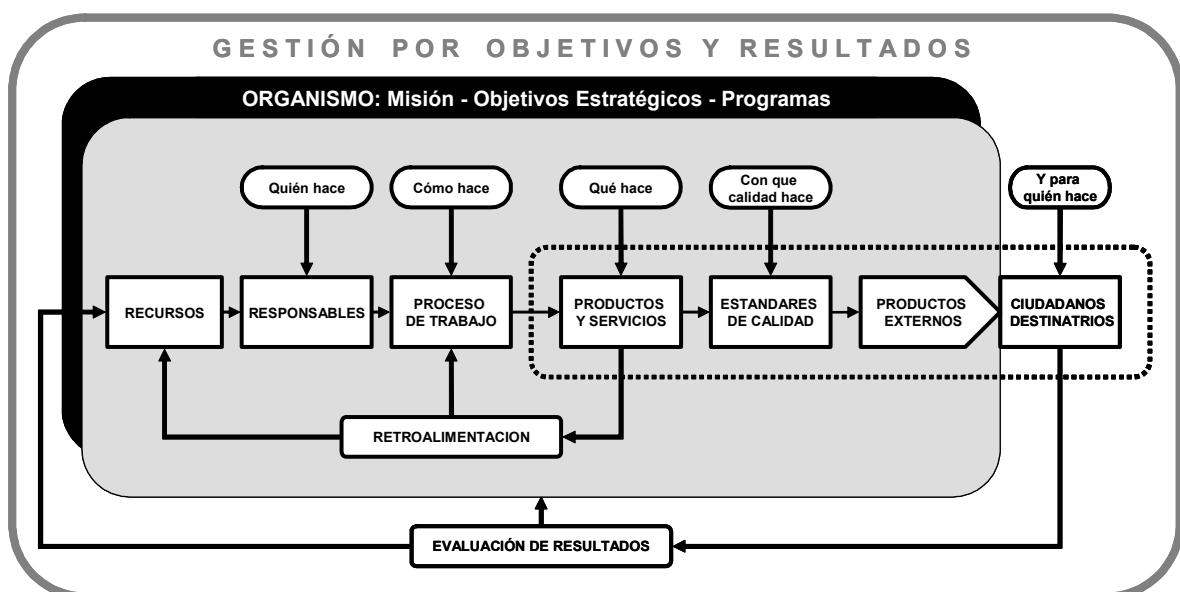 GESTIÓN POR OBJETIVOS Y RESULTADOS
ORGANISMO: Misión - Objetivos Estratégicos - Programas
Quién hace
Cómo hace
Qué hace
Con que
calidad hace
Y para
quién hace
RECURSOS
RESPONSABLES
PROCESO
DE TRABAJO
PRODUCTOS
Y SERVICIOS
ESTANDARES
DE CALIDAD
PRODUCTOS
EXTERNOS
CIUDADANOS
DESTINATRIOS
RETROALIMENTACION
EVALUACIÓN DE RESULTADOS